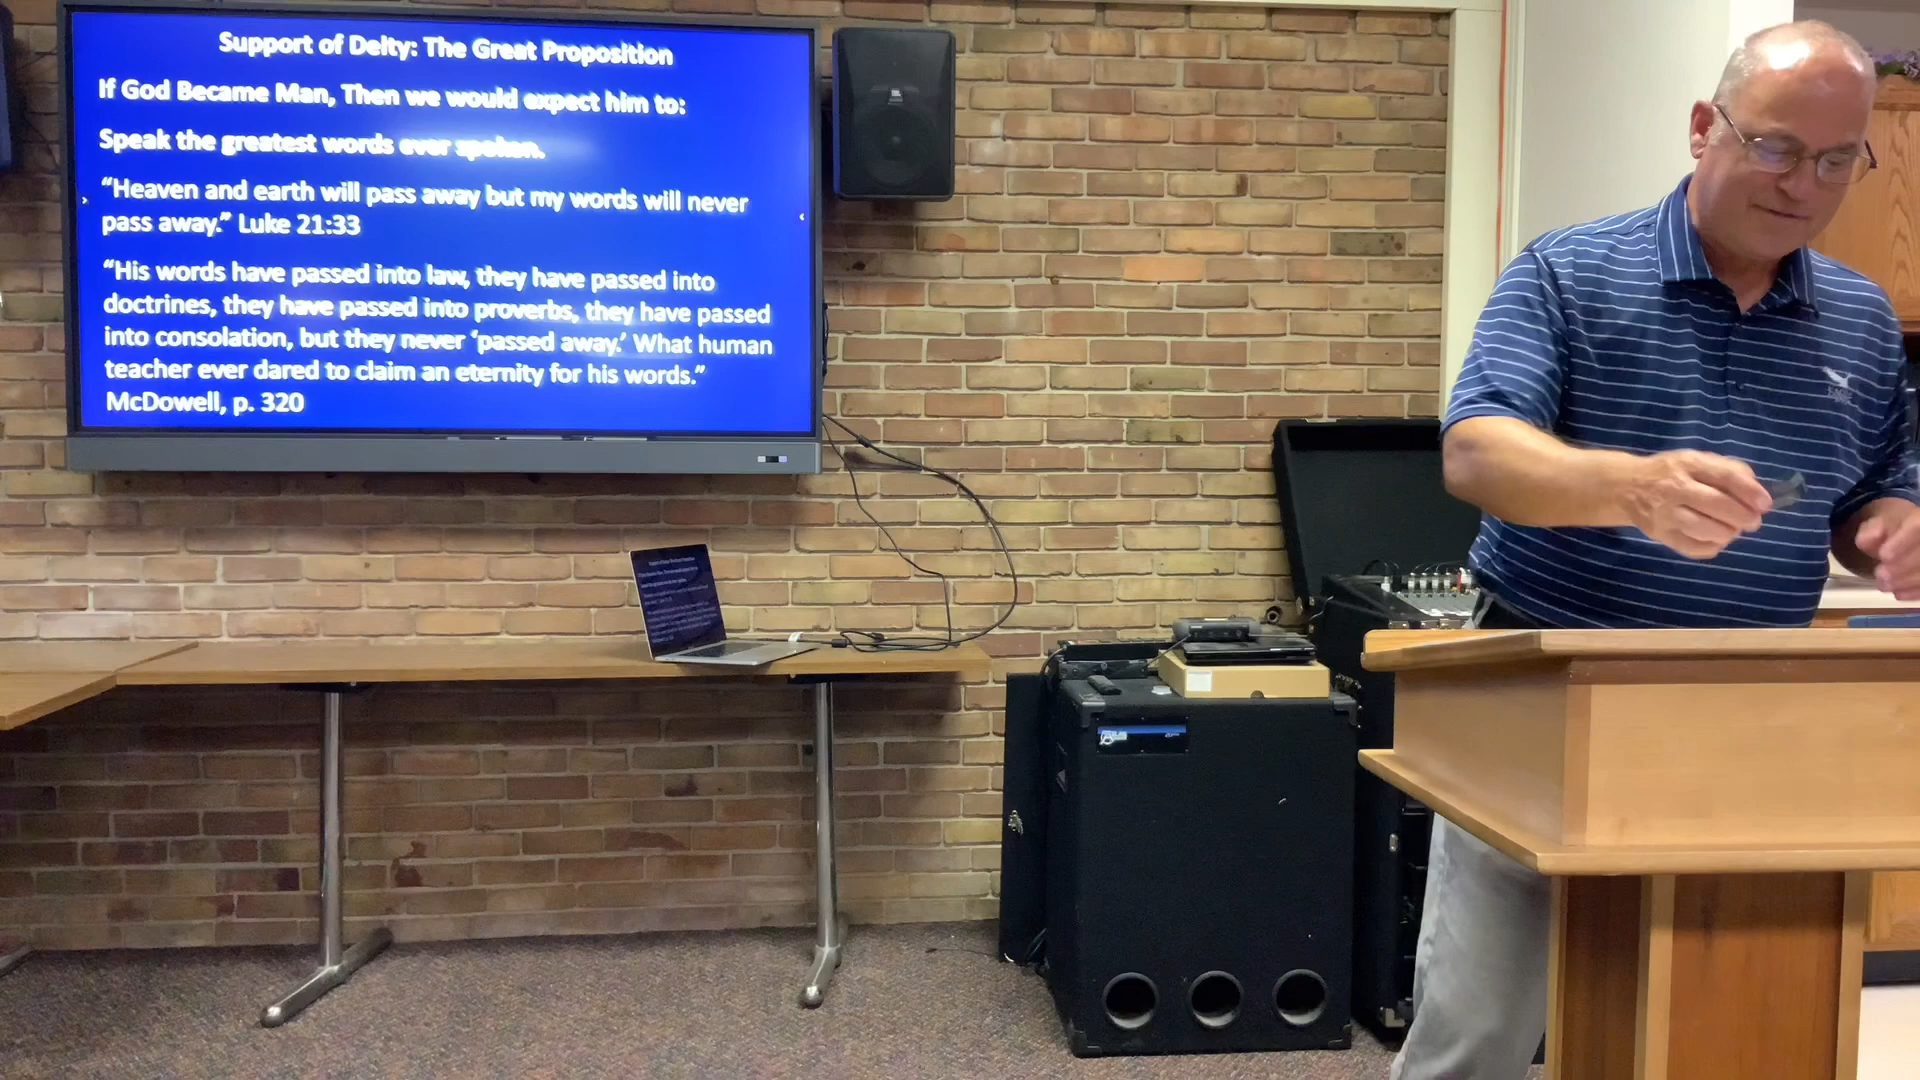 Support of Deity: The Great Proposition
If God Became Man, Then we would expect him to:
Speak the greatest words ever spoken.
“Heaven and earth will pass away but my words will never
pass away.” Luke 21:33
“His words have passed into law, they have passed into
doctrines, they have passed into proverbs, they have passed
into consolation, but they never ‘passed away.’ What human
teacher ever dared to claim an eternity for his words.”
McDowell, p. 320
JBL